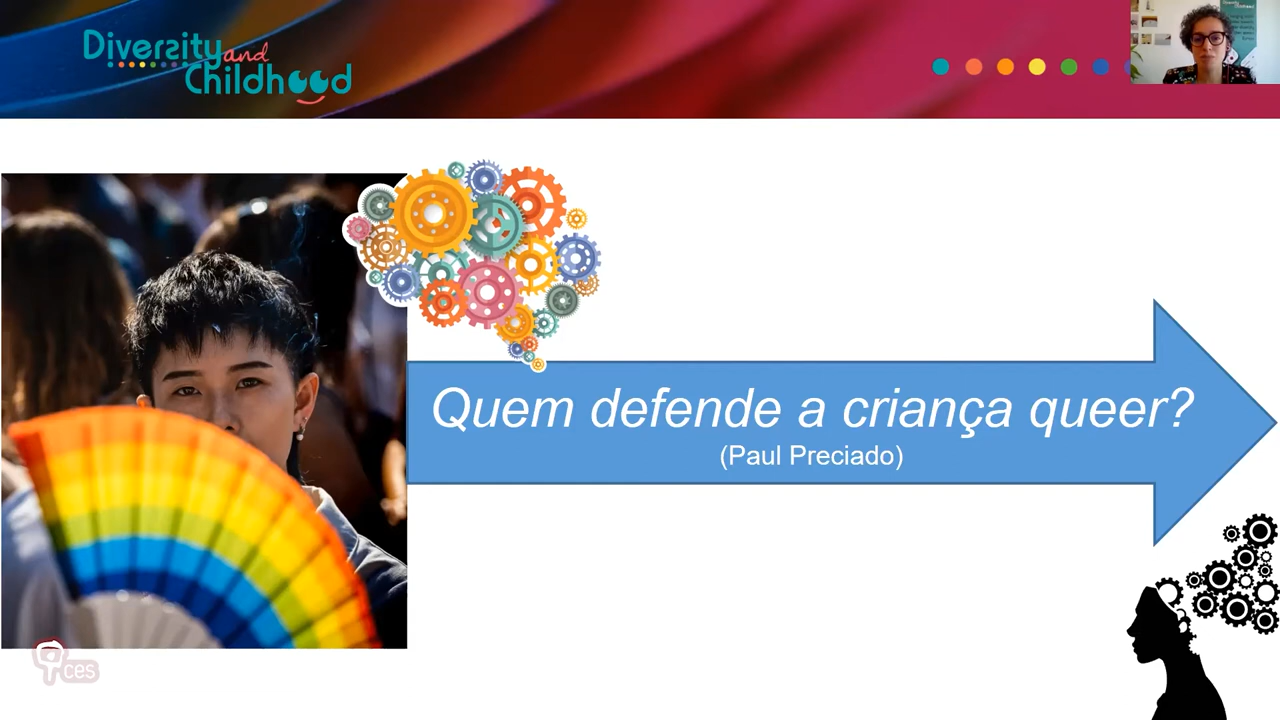 Diversity and
Childhood
Quem defende a criança queer?
(Paul Preciado)
ces